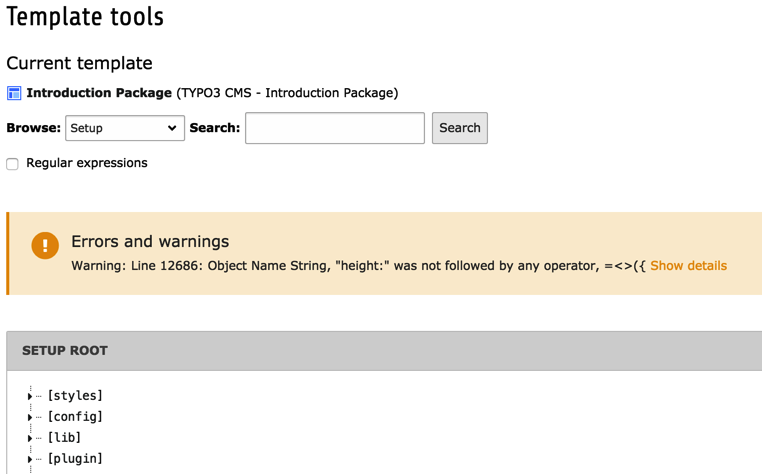 Template tools
Current template
Introduction Package (TYPO3 CMS - Introduction Package)
Browse: Setup Search: Search
Regular expressions
Errors and warnings
Warning: Line 12686: Object Name String, "height:" was not followed by any operator, =<>({ Show details
SETUP ROOT
[styles]
[config]
[lib]
[plugin]